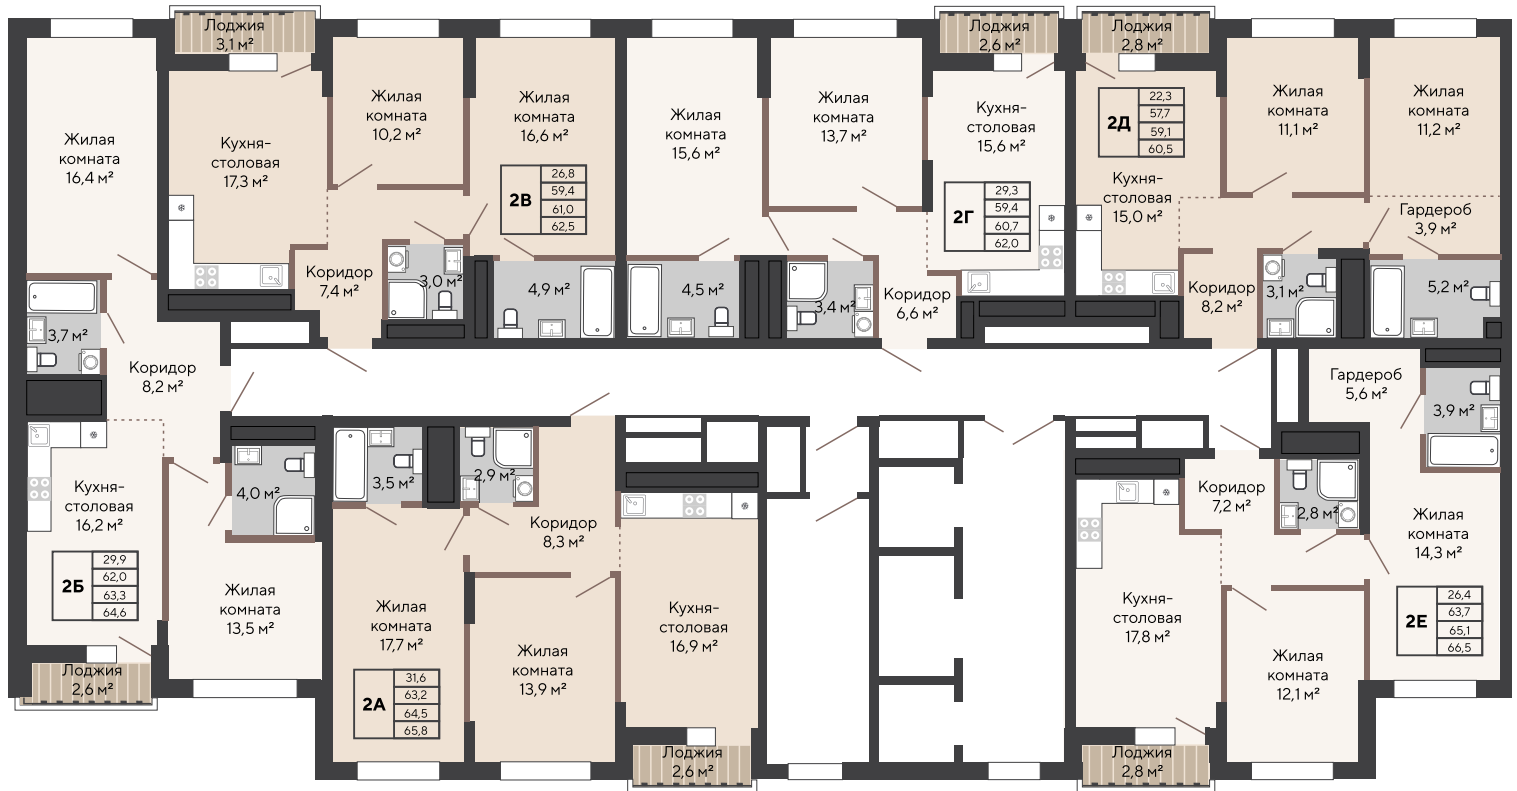 Лоджия
3,1 м²
Лоджия
2,6 м²
Лоджия
2,8 м²
Жилая
комната
16,4 м²
Кухня-
столовая
17,3 м²
Жилая
комната
10,2 м²
Жилая
комната
16,6 м²
2В
26,8
59,4
61,0
62,5
Жилая
комната
15,6 м²
Жилая
комната
13,7 м²
Кухня-
столовая
15,6 м²
2Г
29,3
59,4
60,7
62,0
2Д
22,3
57,7
59,1
60,5
Кухня-
столовая
15,0 м²
Жилая
комната
11,1 м²
Жилая
комната
11,2 м²
Гардероб
3,9 м²
Коридор
7,4 м²
3,0 м²
4,9 м²
4,5 м²
3,4 м²
Коридор
6,6 м²
Коридор
8,2 м²
3,1 м²
5,2 м²
3,7 м²
Коридор
8,2 м²
Гардероб
5,6 м²
3,9 м²
Кухня-
столовая
16,2 м²
2Б
29,9
62,0
63,3
64,6
4,0 м²
Жилая
комната
13,5 м²
Лоджия
2,6 м²
3,5 м²
2,9 м²
Коридор
8,3 м²
Жилая
комната
17,7 м²
2А
31,6
63,2
64,5
65,8
Жилая
комната
13,9 м²
Кухня-
столовая
16,9 м²
Лоджия
2,6 м²
Коридор
7,2 м²
2,8 м²
Кухня-
столовая
17,8 м²
Жилая
комната
14,3 м²
2Е
26,4
63,7
65,1
66,5
Жилая
комната
12,1 м²
Лоджия
2,8 м²